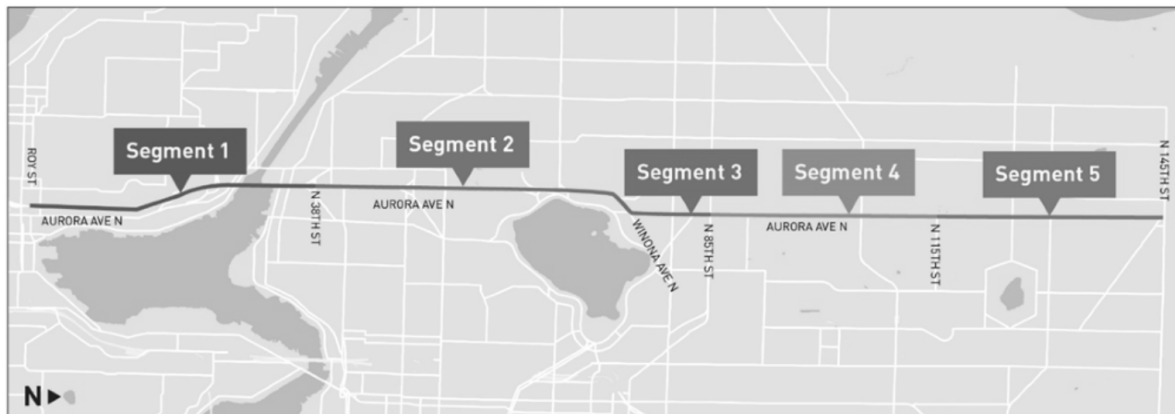 ROY ST
Segment 1
AURORA AVE N
N 38TH ST
Segment 2
AURORA AVE N
WINONA AVE N
Segment 3
N 85TH ST
Segment 4
AURORA AVE N
N 115TH ST
Segment 5
N 145TH ST
N